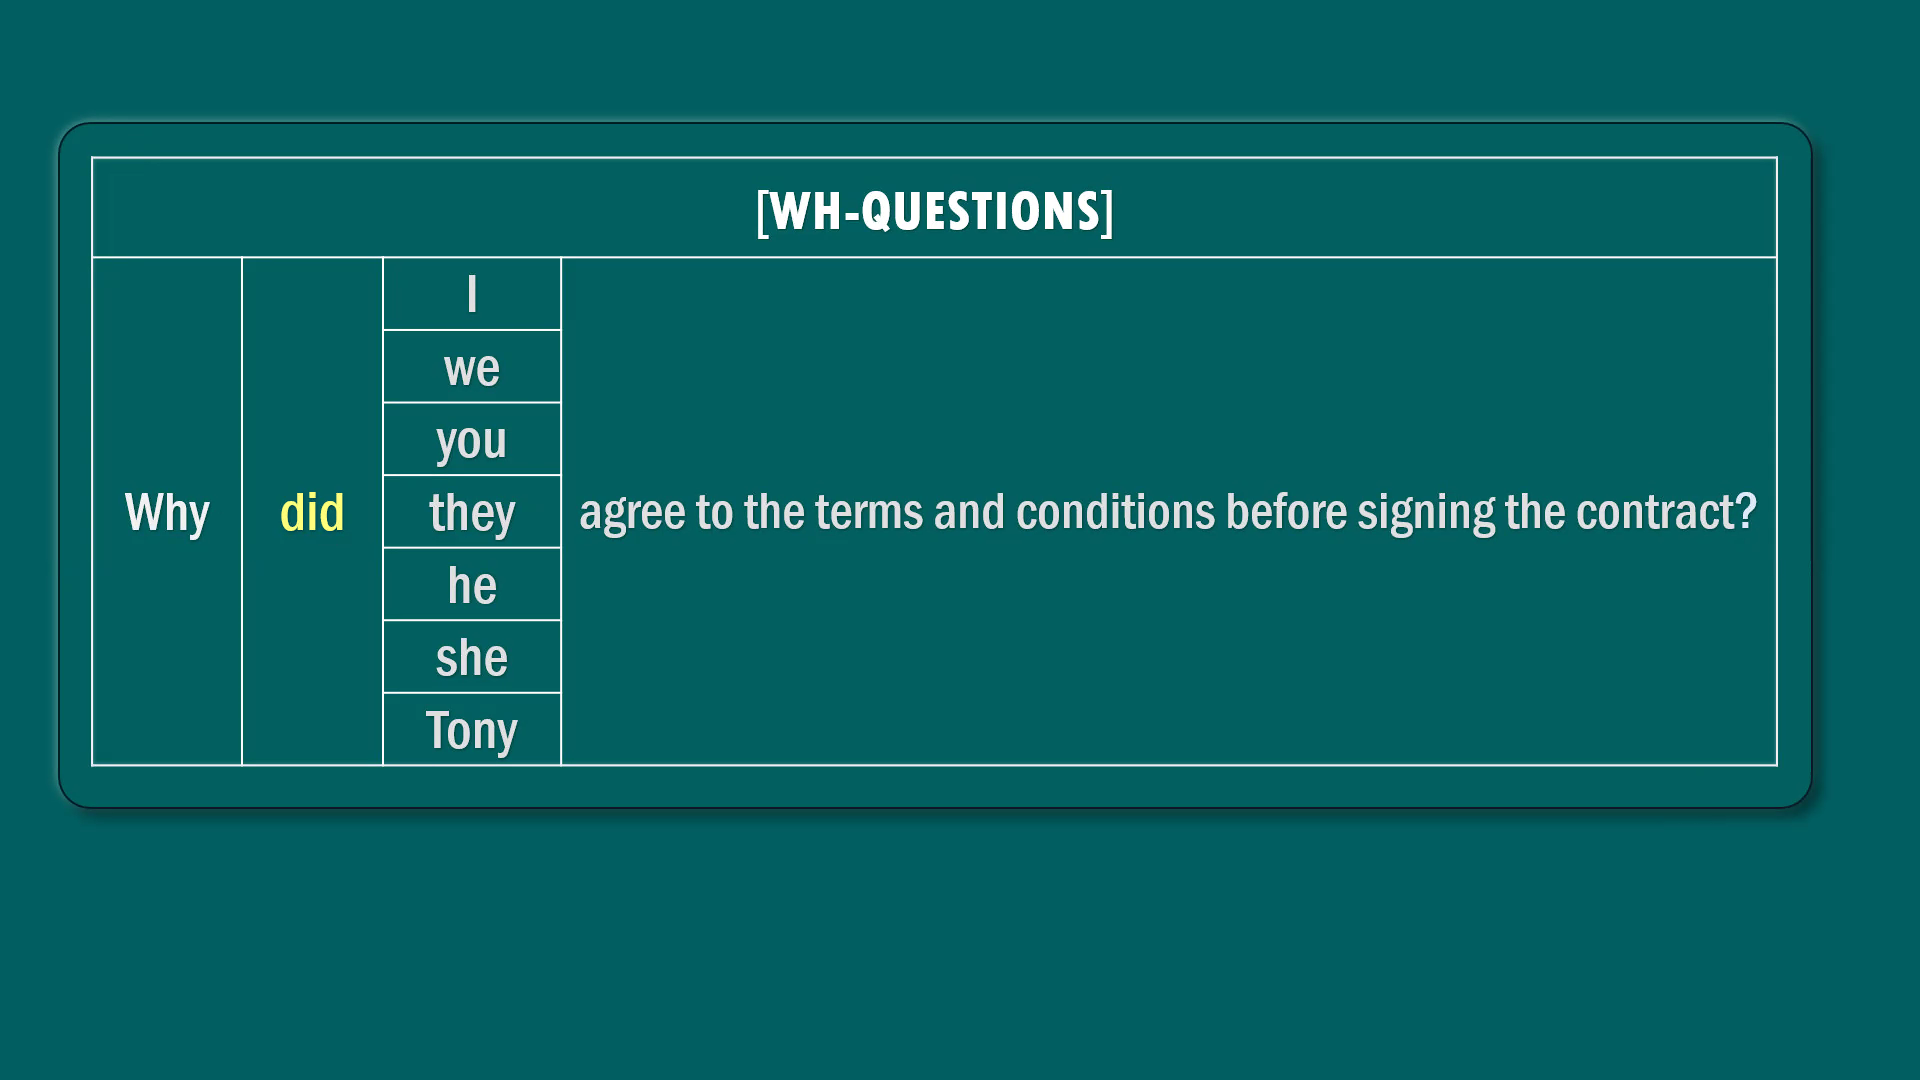 [WH-QUESTIONS]
I
we
you
Why did they agree to the terms and conditions before signing the contract?
he
she
Tony